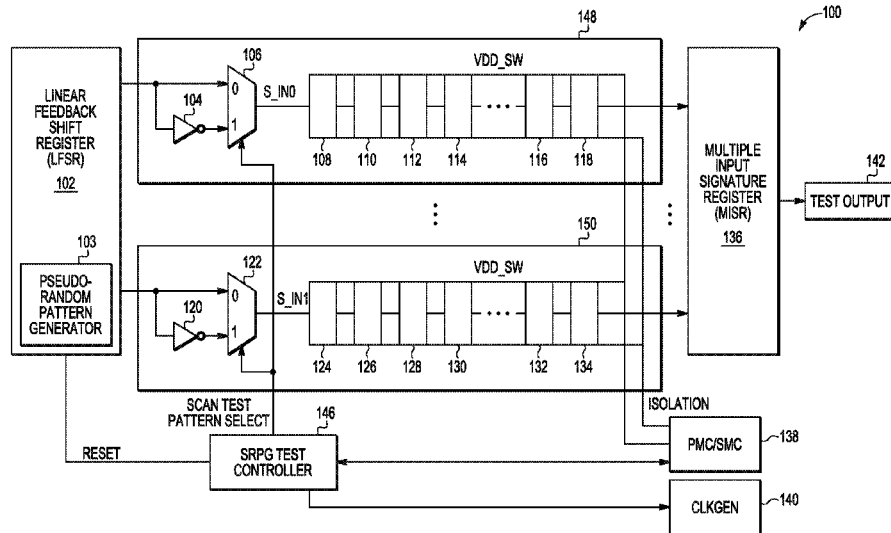 100
148
106
VDD_SW
LINEAR
FEEDBACK
SHIFT
REGISTER
(LFSR)
102
0
S_IN0
104
1
108 110 112 114 116 118
MULTIPLE
INPUT
SIGNATURE
REGISTER
(MISR)
136
142
TEST OUTPUT
150
103
PSEUDO-
RANDOM
PATTERN
GENERATOR
122
VDD_SW
0
S_IN1
120
1
124 126 128 130 132 134
SCAN TEST
PATTERN SELECT
146
ISOLATION
RESET
SRPG TEST
CONTROLLER
PMC/SMC
138
CLKGEN
140